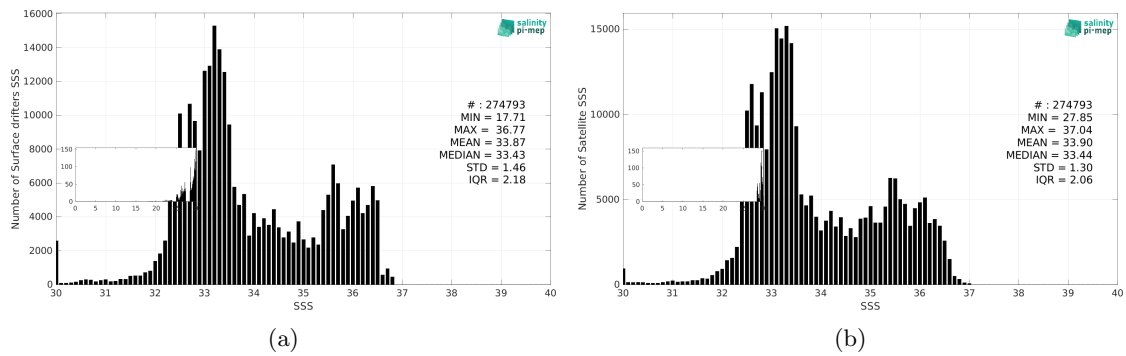 16000
14000
12000
10000
8000
6000
4000
2000
0
Number of Surface drifters SSS
150
100
50
0
0 5 10 15 20 25
30 31 32 33 34 35 36 37 38 39 40
SSS
salinity
pi-mep
# : 274793
MIN = 17.71
MAX = 36.77
MEAN = 33.87
MEDIAN = 33.43
STD = 1.46
IQR = 2.18
(a)
15000
10000
5000
0
Number of Satellite SSS
150
100
50
0
0 5 10 15 20 25
30 31 32 33 34 35 36 37 38 39 40
SSS
salinity
pi-mep
# : 274793
MIN = 27.85
MAX = 37.04
MEAN = 33.90
MEDIAN = 33.44
STD = 1.30
IQR = 2.06
(b)